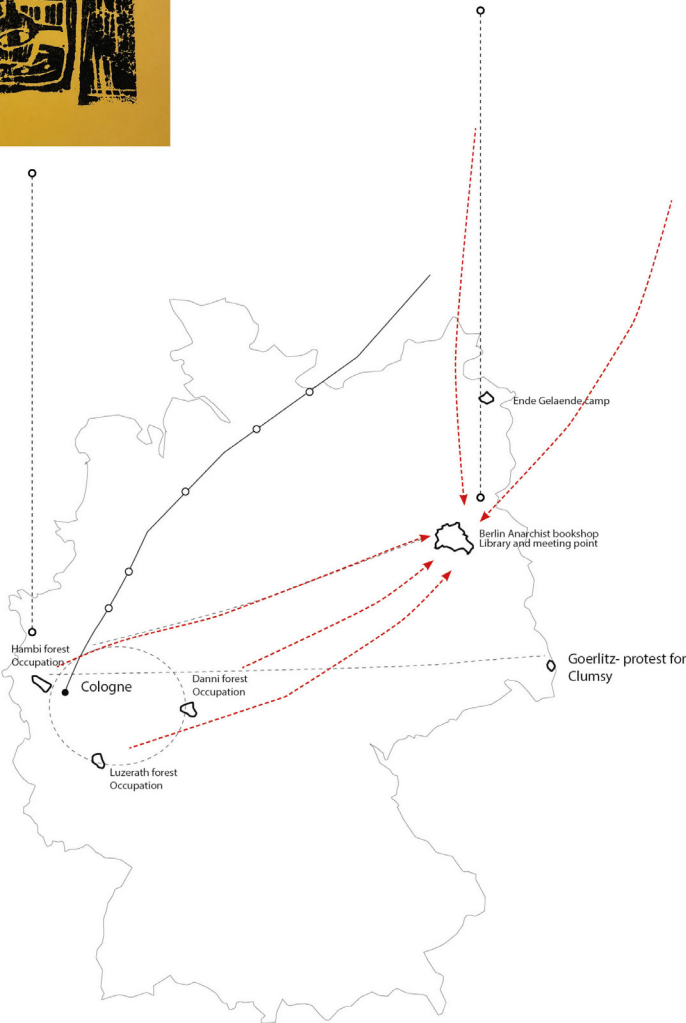 Ende Gelaende camp
Berlin Anarchist bookshop
Library and meeting point
Hambi forest
Occupation
Cologne
Danni forest
Occupation
Goerlitz- protest for
Clumsy
Luzerath forest
Occupation